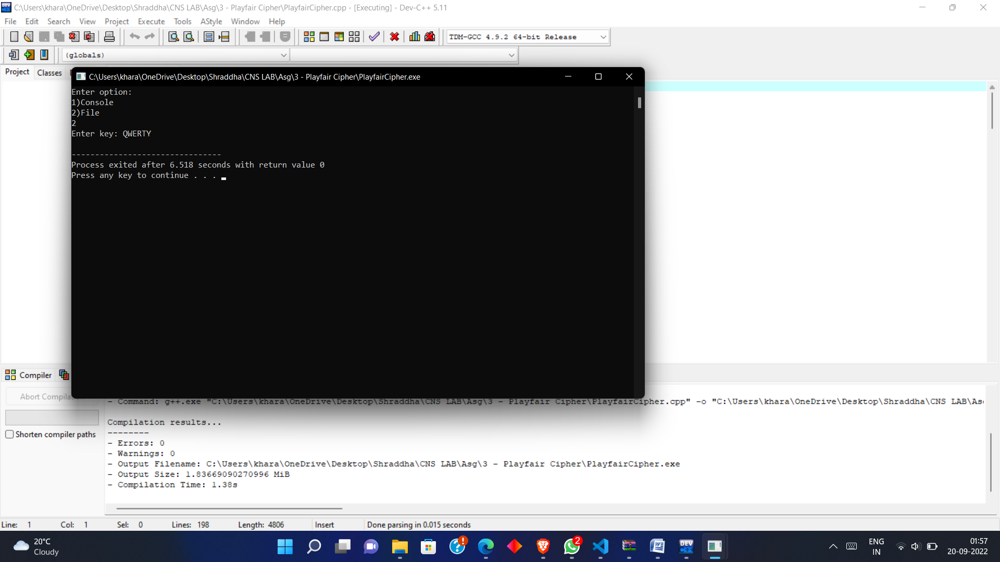 C:\Users\khara\OneDrive\Desktop\Shraddha\CNS LAB\Asg\3 - Playfair Cipher\PlayfairCipher.cpp - [Executing] - Dev-C++ 5.11
File Edit Search View Project Execute Tools AStyle Window Help
TDM-GCC 4.9.2 64-bit Release
(globals)
Project Classes
C:\Users\khara\OneDrive\Desktop\Shraddha\CNS LAB\Asg\3 - Playfair Cipher\PlayfairCipher.exe
Enter option:
1)Console
2)File
2
Enter key: QWERTY
--------------------------------
Process exited after 6.518 seconds with return value 0
Press any key to continue . . .
Compiler
Abort Compilation
- Command: g++.exe "C:\Users\khara\OneDrive\Desktop\Shraddha\CNS LAB\Asg\3 - Playfair Cipher\PlayfairCipher.cpp" -o "C:\Users\khara\OneDrive\Desktop\Shraddha\CNS LAB\As
Compilation results...
--------
- Errors: 0
- Warnings: 0
- Output Filename: C:\Users\khara\OneDrive\Desktop\Shraddha\CNS LAB\Asg\3 - Playfair Cipher\PlayfairCipher.exe
- Output Size: 1.83669090270996 MiB
- Compilation Time: 1.38s
Shorten compiler paths
Line: 1 Col: 1 Sel: 0 Lines: 198 Length: 4806 Insert Done parsing in 0.015 seconds
20°C
Cloudy
2
DEV
ENG
IN
01:57
20-09-2022